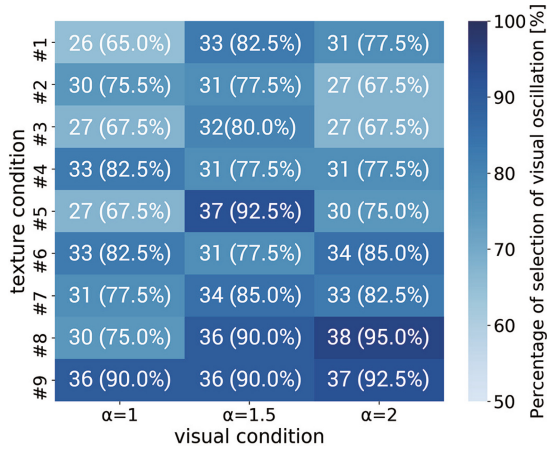 #1 26 (65.0%) 33 (82.5%) 31 (77.5%)
#2 30 (75.5%) 31 (77.5%) 27 (67.5%)
#3 27 (67.5%) 32(80.0%) 27 (67.5%)
#4 33 (82.5%) 31 (77.5%) 31 (77.5%)
#5 27 (67.5%) 37 (92.5%) 30 (75.0%)
#6 33 (82.5%) 31 (77.5%) 34 (85.0%)
#7 31 (77.5%) 34 (85.0%) 33 (82.5%)
#8 30 (75.0%) 36 (90.0%) 38 (95.0%)
#9 36 (90.0%) 36 (90.0%) 37 (92.5%)
α=1 α=1.5 α=2
visual condition
texture condition
100
90
80
70
60
50
Percentage of selection of visual oscillation [%]